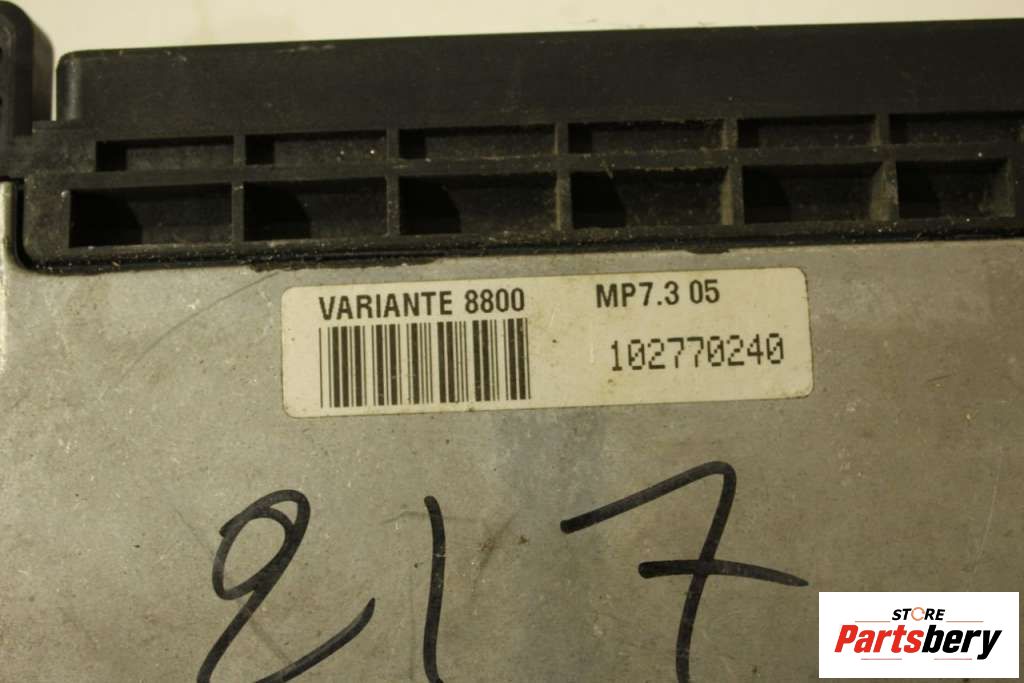 VARIANTE 8800 MP7.3 05
102770240
217
STORE
Partsbery